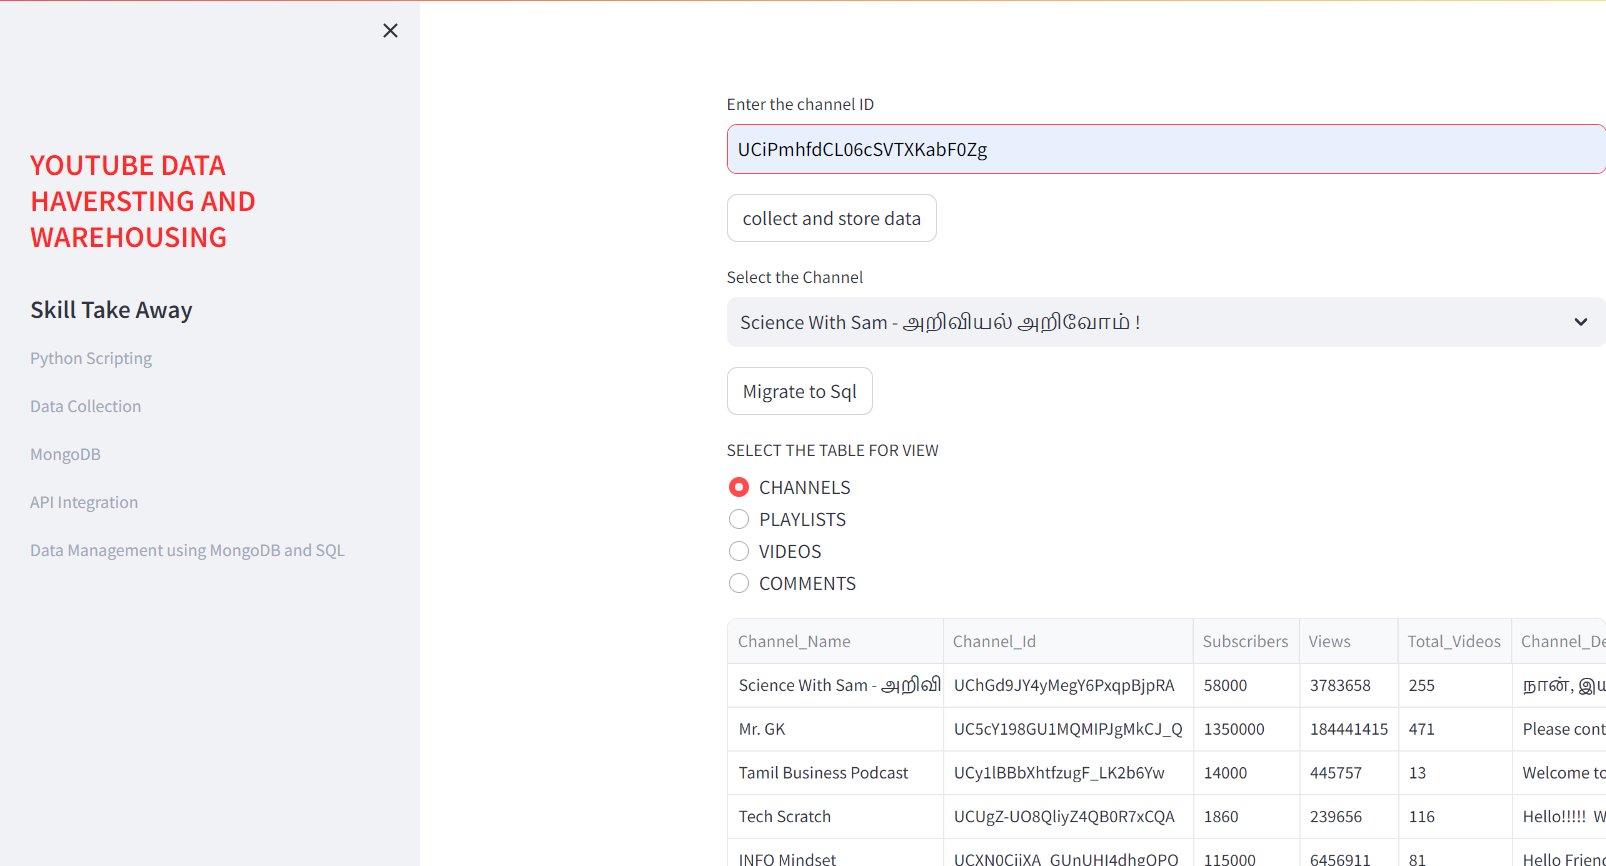 YOUTUBE DATA
HAVERSTING AND
WAREHOUSING
Skill Take Away
Python Scripting
Data Collection
MongoDB
API Integration
Data Management using MongoDB and SQL
Enter the channel ID
UCiPmhfdCL06cSVTXKabF0Zg
collect and store data
Select the Channel
Science With Sam - அறிவியல் அறிவோம் !
Migrate to Sql
SELECT THE TABLE FOR VIEW
CHANNELS
PLAYLISTS
VIDEOS
COMMENTS
Channel_Name Channel_Id Subscribers Views Total_Videos Channel_De
Science With Sam - அறிவி UChGd9JY4yMegY6PxqpBjpRA 58000 3783658 255 நான், இய
Mr. GK UC5cY198GU1MQMIPJgMkCJ_Q 1350000 184441415 471 Please cont
Tamil Business Podcast UCy1lBBbXhtfzugF_LK2b6Yw 14000 445757 13 Welcome to
Tech Scratch UCUgZ-UO8QliyZ4QB0R7xCQA 1860 239656 116 Hello!!!!! W
INFO Mindset UCXN0CjiXA_GUnUHI4dhgOPO 115000 6456911 81 Hello Frien